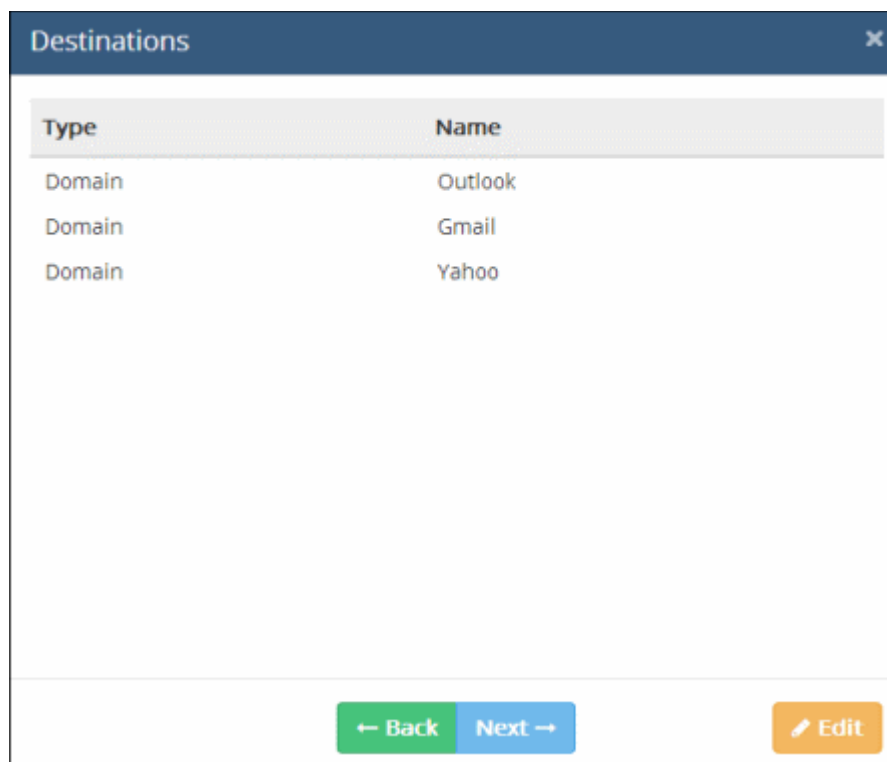 Destinations ×
Type Name
Domain Outlook
Domain Gmail
Domain Yahoo
← Back Next → Edit